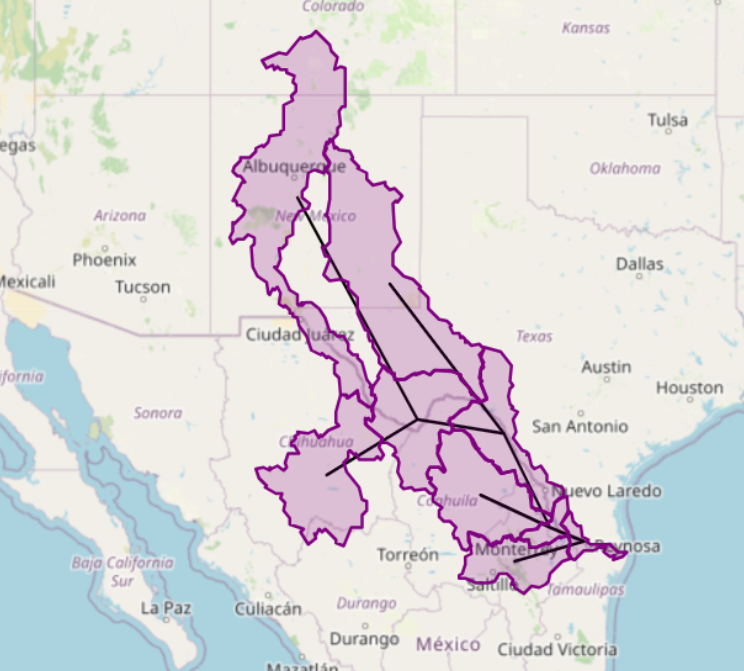 Colorado
Kansas
egas
Tulsa
Albuquerque
Oklahoma
Arizona
New Mexico
Phoenix
Dallas
Mexicali
Tucson
Ciudad Juárez
Texas
Austin
ifornia
Houston
Sonora
San Antonio
Chihuahua
Coahuila
Nuevo Laredo
Monterrey
Reynosa
Torreón
Baja California
Sur
Saltillo
Tamaulipas
La Paz
Culiacán
Durango
Durango
México
Ciudad Victoria
Mazatlán